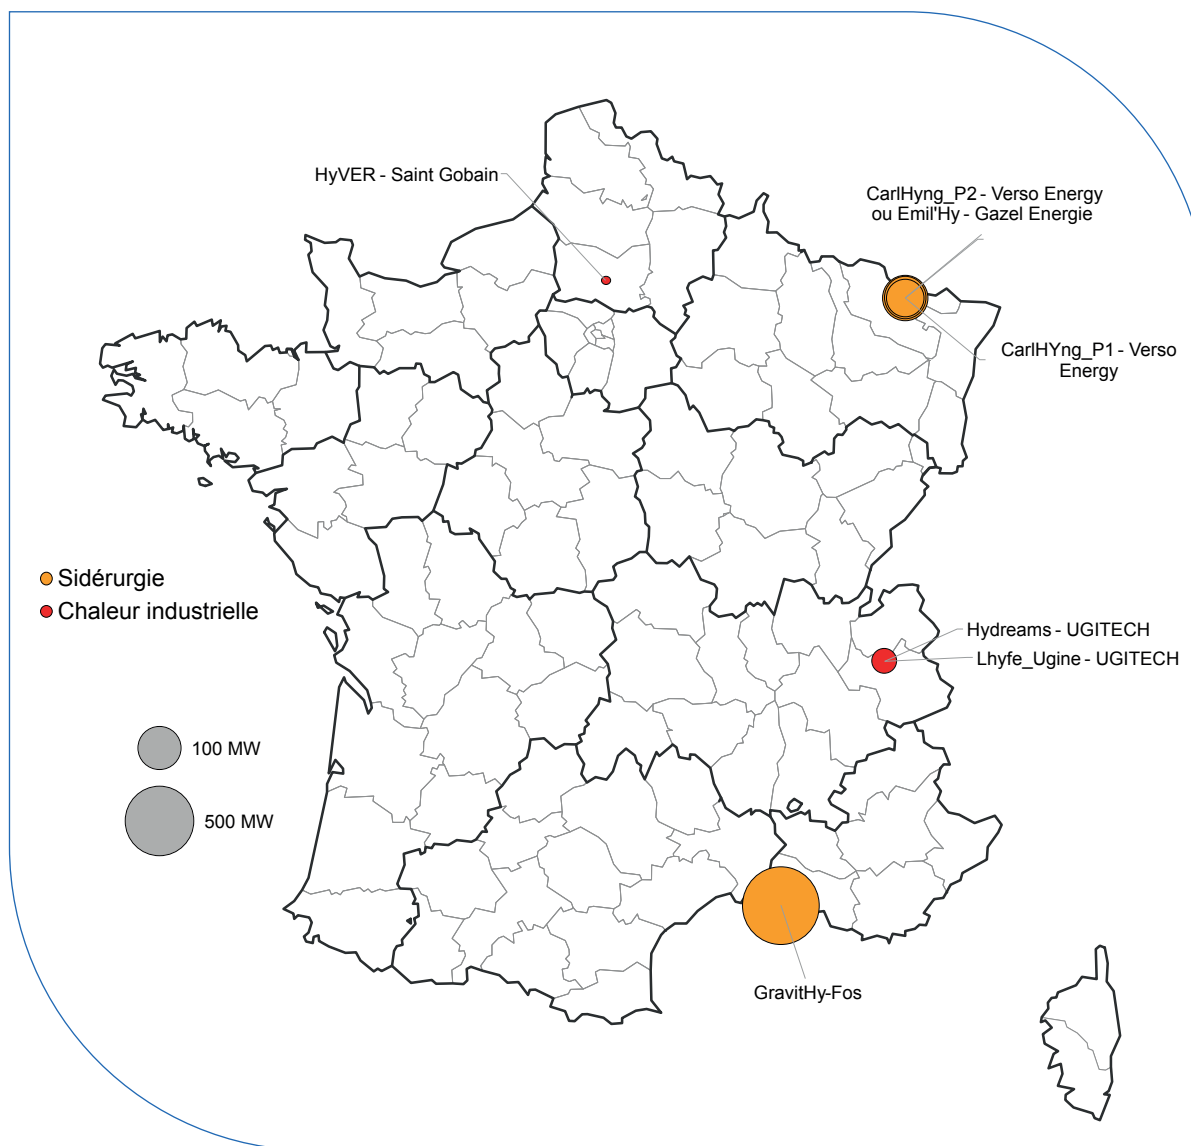 HyVER - Saint Gobain
CarlHyng_P2 - Verso Energy
ou Emil'Hy - Gazel Energie
CarlHYng_P1 - Verso
Energy
Sidérurgie
Chaleur industrielle
Hydreams - UGITECH
Lhyfe_Ugine - UGITECH
100 MW
500 MW
GravitHy-Fos